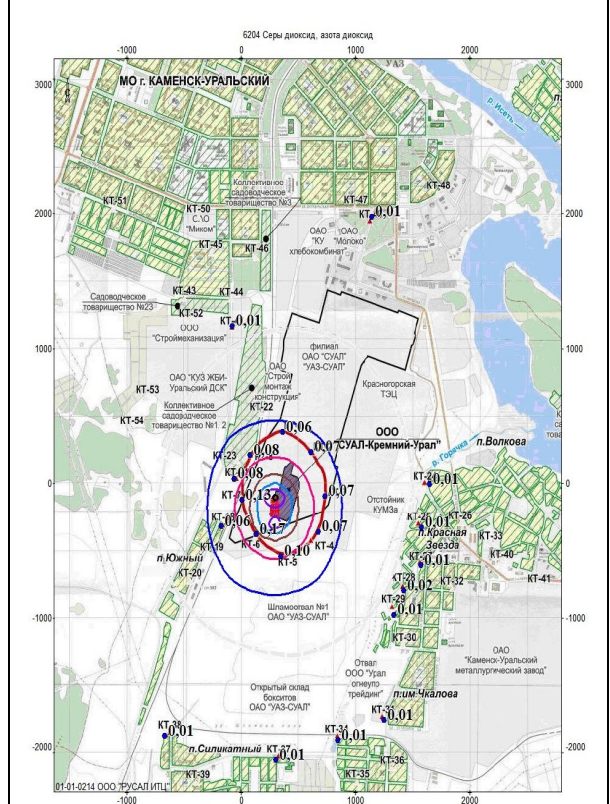 6204 Серы диоксид, азота диоксид
-1000 0 1000 2000
3000 3000
УАЗ
МО г. КАМЕНСК-УРАЛЬСКИЙ
р. Исеть
п.
С
Коллективное
садоводческое
товарищество №3
КТ-51
КТ-50
С.\О
"Миком"
КТ-45
КТ-46
КТ-47
КТ-48
2000 2000
0,01
ОАО
"КУ
хлебокомбинат"
ОАО
"Молоко"
КТ-43
КТ-44
Садоводческое
товарищество №23
КТ-52
0,01
ООО
"Строймеханизация"
1000 1000
филиал
ОАО "СУАЛ"
"УАЗ-СУАЛ"
Красногорская
ТЭЦ
ОАО "КУЗ ЖБИ-
Уральский ДСК"
ОАО
"Строй
монтаж
конструкция"
КТ-53
КТ-54
Коллективное
садоводческое
товарищество №1, 2
КТ-22
ООО
"СУАЛ-Кремний-Урал"
0,06
0,07
КТ-23
0,08
0,08
п.Волкова
р. Горячка
0 0
0,13
0,07
0,01
Отстойник
КУМЗа
КТ-26
0,06
0,17
0,07
КТ-4
КТ-6
КТ-5
0,10
КТ-19
п.Южный
КТ-20
0,01
п.Красная
Звезда
КТ-33
КТ-40
КТ-41
0,01
КТ-28
0,02
КТ-32
КТ-29
0,01
КТ-30
Шламоотвал №1
ОАО "УАЗ-СУАЛ"
-1000 -1000
ОАО
"Каменск-Уральский
металлургический завод"
Отвал
ООО "Урал
огнеупо
трейдинг"
Открытый склад
бокситов
ОАО "УАЗ-СУАЛ"
п.им.Чкалова
0,01
КТ-38
0,01
КТ-34
0,01
п.Силикатный
КТ-37
0,01
КТ-36
КТ-35
КТ-39
-2000 -2000
01-01-0214 ООО "РУСАЛ ИТЦ"
-1000 0 1000 2000